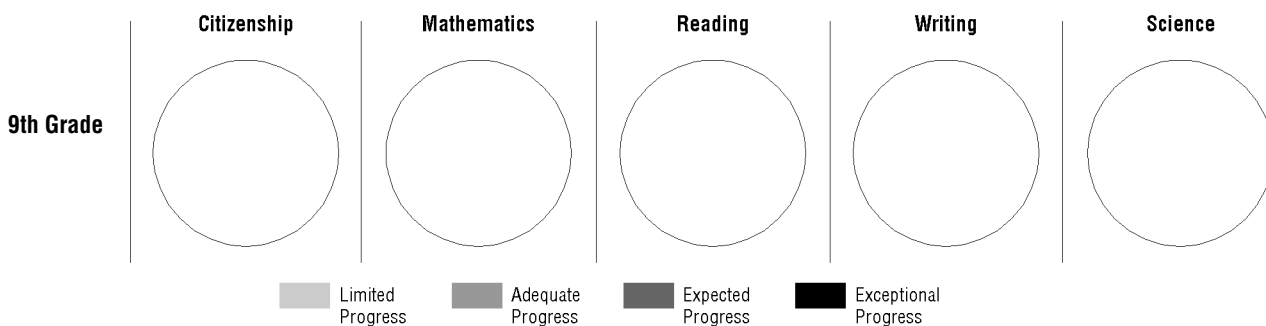 Citizenship Mathematics Reading Writing Science
9th Grade
Limited Progress
Adequate Progress
Expected Progress
Exceptional Progress